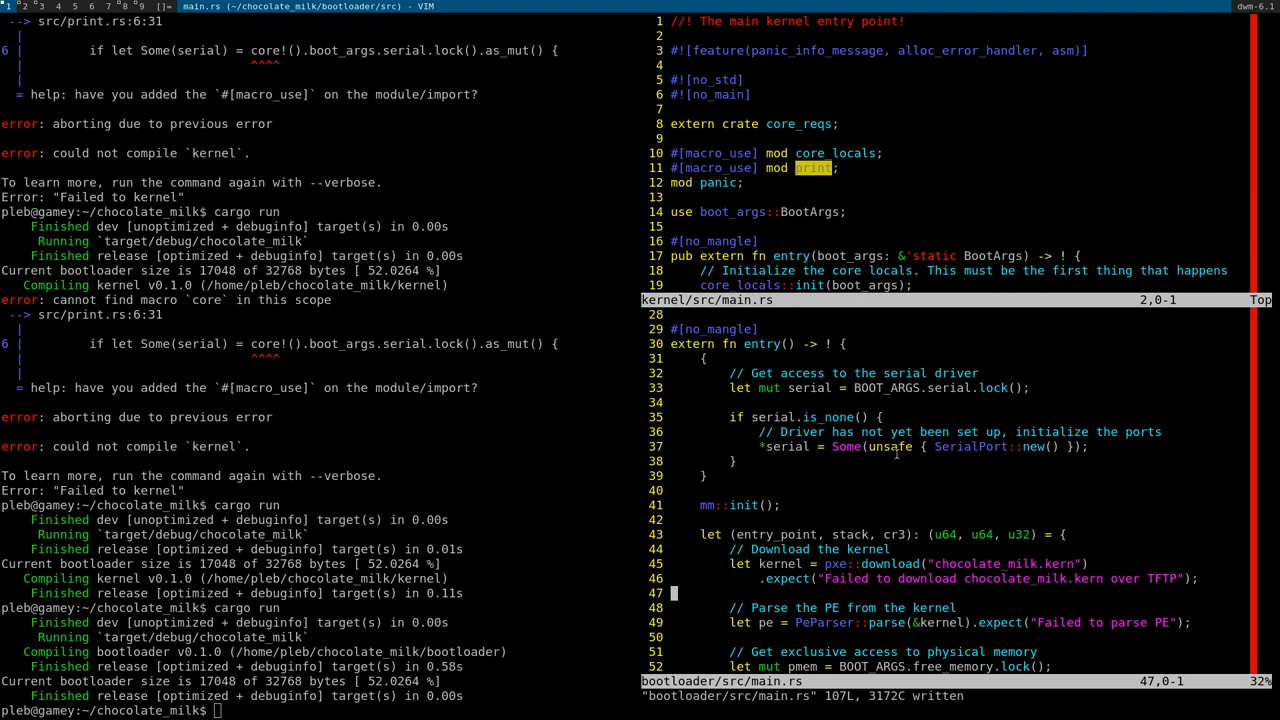 1 2 3 4 5 6 7 8 9 []= main.rs (~/chocolate_milk/bootloader/src) - VIM dwm-6.1
--> src/print.rs:6:31
|
6 |         if let Some(serial) = core!().boot_args.serial.lock().as_mut() {
|                               ^^^^
|
= help: have you added the `#[macro_use]` on the module/import?
error: aborting due to previous error
error: could not compile `kernel`.
To learn more, run the command again with --verbose.
Error: "Failed to kernel"
pleb@gamey:~/chocolate_milk$ cargo run
Finished dev [unoptimized + debuginfo] target(s) in 0.00s
Running `target/debug/chocolate_milk`
Finished release [optimized + debuginfo] target(s) in 0.00s
Current bootloader size is 17048 of 32768 bytes [ 52.0264 %]
Compiling kernel v0.1.0 (/home/pleb/chocolate_milk/kernel)
error: cannot find macro `core` in this scope
--> src/print.rs:6:31
|
6 |         if let Some(serial) = core!().boot_args.serial.lock().as_mut() {
|                               ^^^^
|
= help: have you added the `#[macro_use]` on the module/import?
error: aborting due to previous error
error: could not compile `kernel`.
To learn more, run the command again with --verbose.
Error: "Failed to kernel"
pleb@gamey:~/chocolate_milk$ cargo run
Finished dev [unoptimized + debuginfo] target(s) in 0.00s
Running `target/debug/chocolate_milk`
Finished release [optimized + debuginfo] target(s) in 0.01s
Current bootloader size is 17048 of 32768 bytes [ 52.0264 %]
Compiling kernel v0.1.0 (/home/pleb/chocolate_milk/kernel)
Finished release [optimized + debuginfo] target(s) in 0.11s
pleb@gamey:~/chocolate_milk$ cargo run
Finished dev [unoptimized + debuginfo] target(s) in 0.00s
Running `target/debug/chocolate_milk`
Compiling bootloader v0.1.0 (/home/pleb/chocolate_milk/bootloader)
Finished release [optimized + debuginfo] target(s) in 0.58s
Current bootloader size is 17048 of 32768 bytes [ 52.0264 %]
Finished release [optimized + debuginfo] target(s) in 0.00s
pleb@gamey:~/chocolate_milk$
1 //! The main kernel entry point!
2
3 #![feature(panic_info_message, alloc_error_handler, asm)]
4
5 #![no_std]
6 #![no_main]
7
8 extern crate core_reqs;
9
10 #[macro_use] mod core_locals;
11 #[macro_use] mod print;
12 mod panic;
13
14 use boot_args::BootArgs;
15
16 #[no_mangle]
17 pub extern fn entry(boot_args: &'static BootArgs) -> ! {
18     // Initialize the core locals. This must be the first thing that happens
19     core_locals::init(boot_args);
kernel/src/main.rs 2,0-1 Top
28
29 #[no_mangle]
30 extern fn entry() -> ! {
31     {
32         // Get access to the serial driver
33         let mut serial = BOOT_ARGS.serial.lock();
34
35         if serial.is_none() {
36             // Driver has not yet been set up, initialize the ports
37             *serial = Some(unsafe { SerialPort::new() });
38         }
39     }
40
41     mm::init();
42
43     let (entry_point, stack, cr3): (u64, u64, u32) = {
44         // Download the kernel
45         let kernel = pxe::download("chocolate_milk.kern")
46             .expect("Failed to download chocolate_milk.kern over TFTP");
47
48         // Parse the PE from the kernel
49         let pe = PeParser::parse(&kernel).expect("Failed to parse PE");
50
51         // Get exclusive access to physical memory
52         let mut pmem = BOOT_ARGS.free_memory.lock();
bootloader/src/main.rs 47,0-1 32%
"bootloader/src/main.rs" 107L, 3172C written